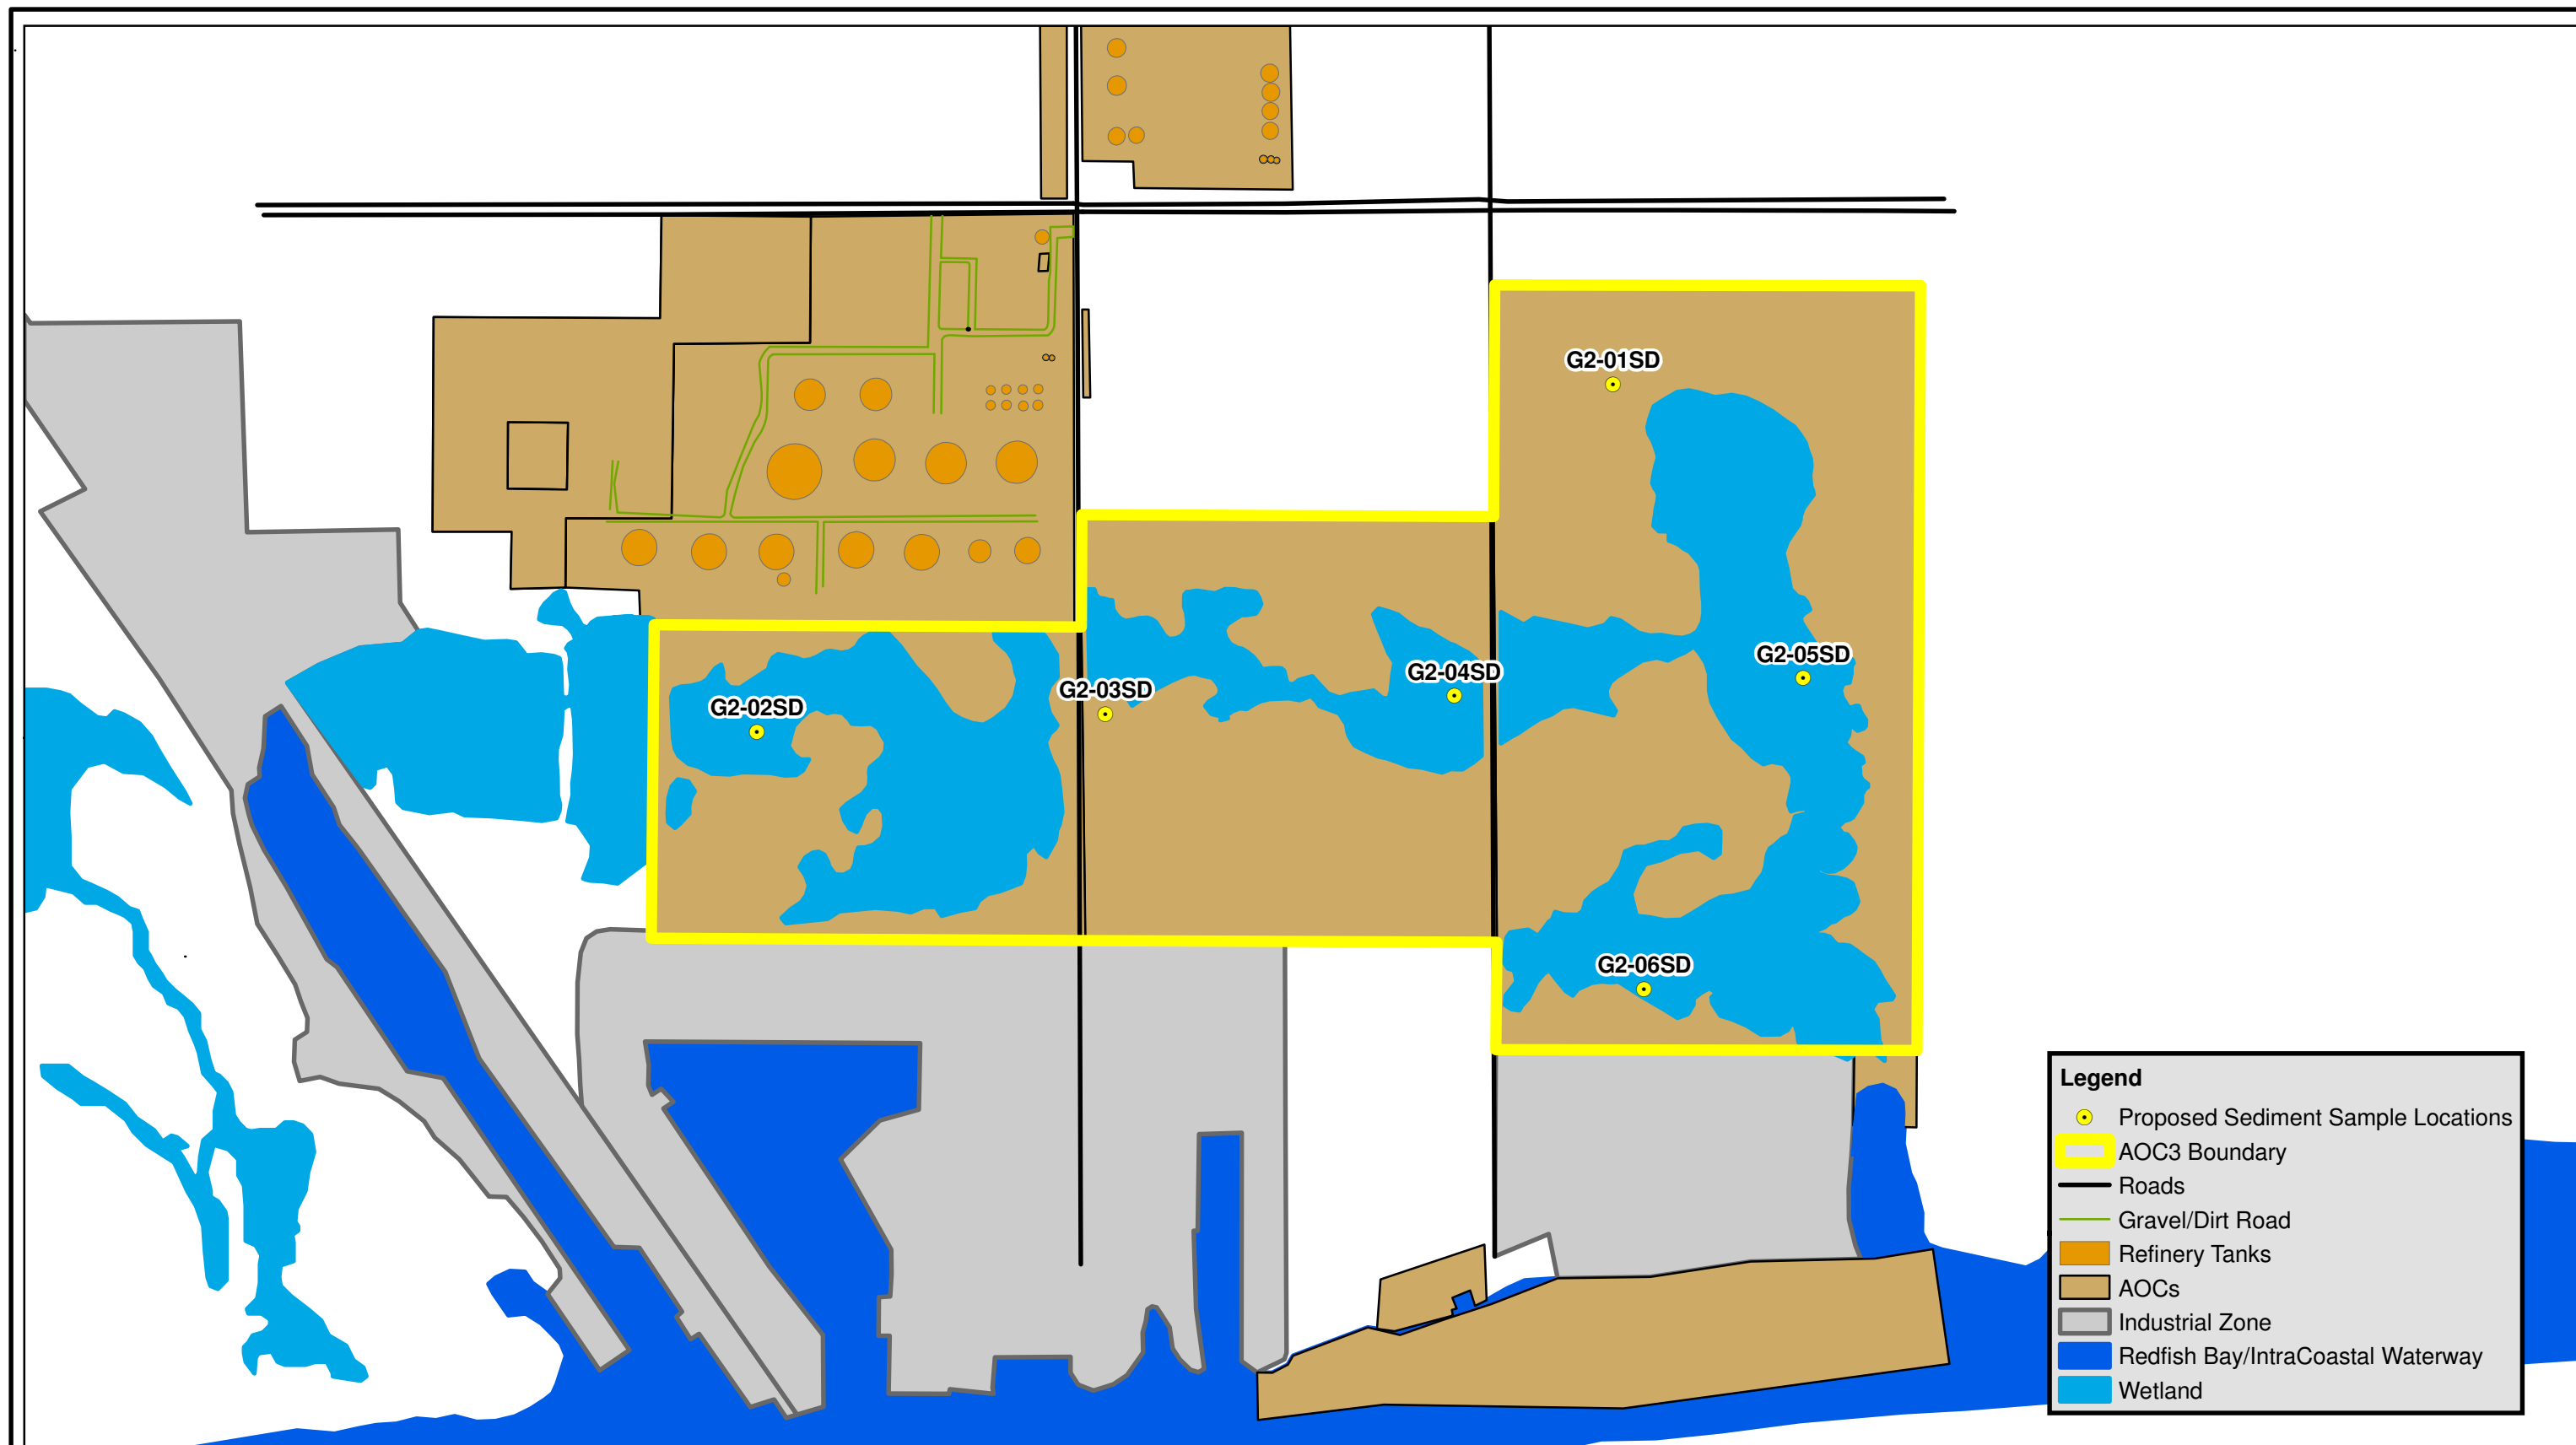 G2-01SD
G2-05SD
G2-04SD
G2-03SD
G2-02SD
G2-06SD
Legend
Proposed Sediment Sample Locations
AOC3 Boundary
Roads
Gravel/Dirt Road
Refinery Tanks
AOCs
Industrial Zone
Redfish Bay/IntraCoastal Waterway
Wetland